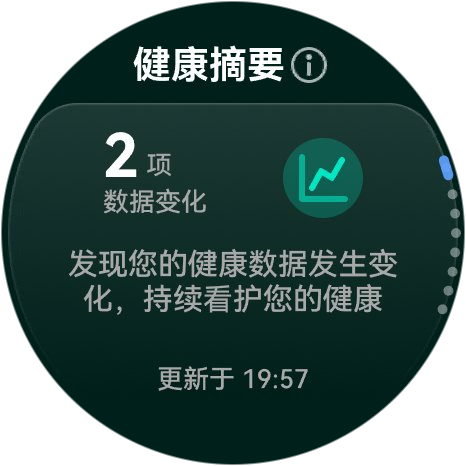 健康摘要
2 项
数据变化
发现您的健康数据发生变
化，持续看护您的健康
更新于 19:57